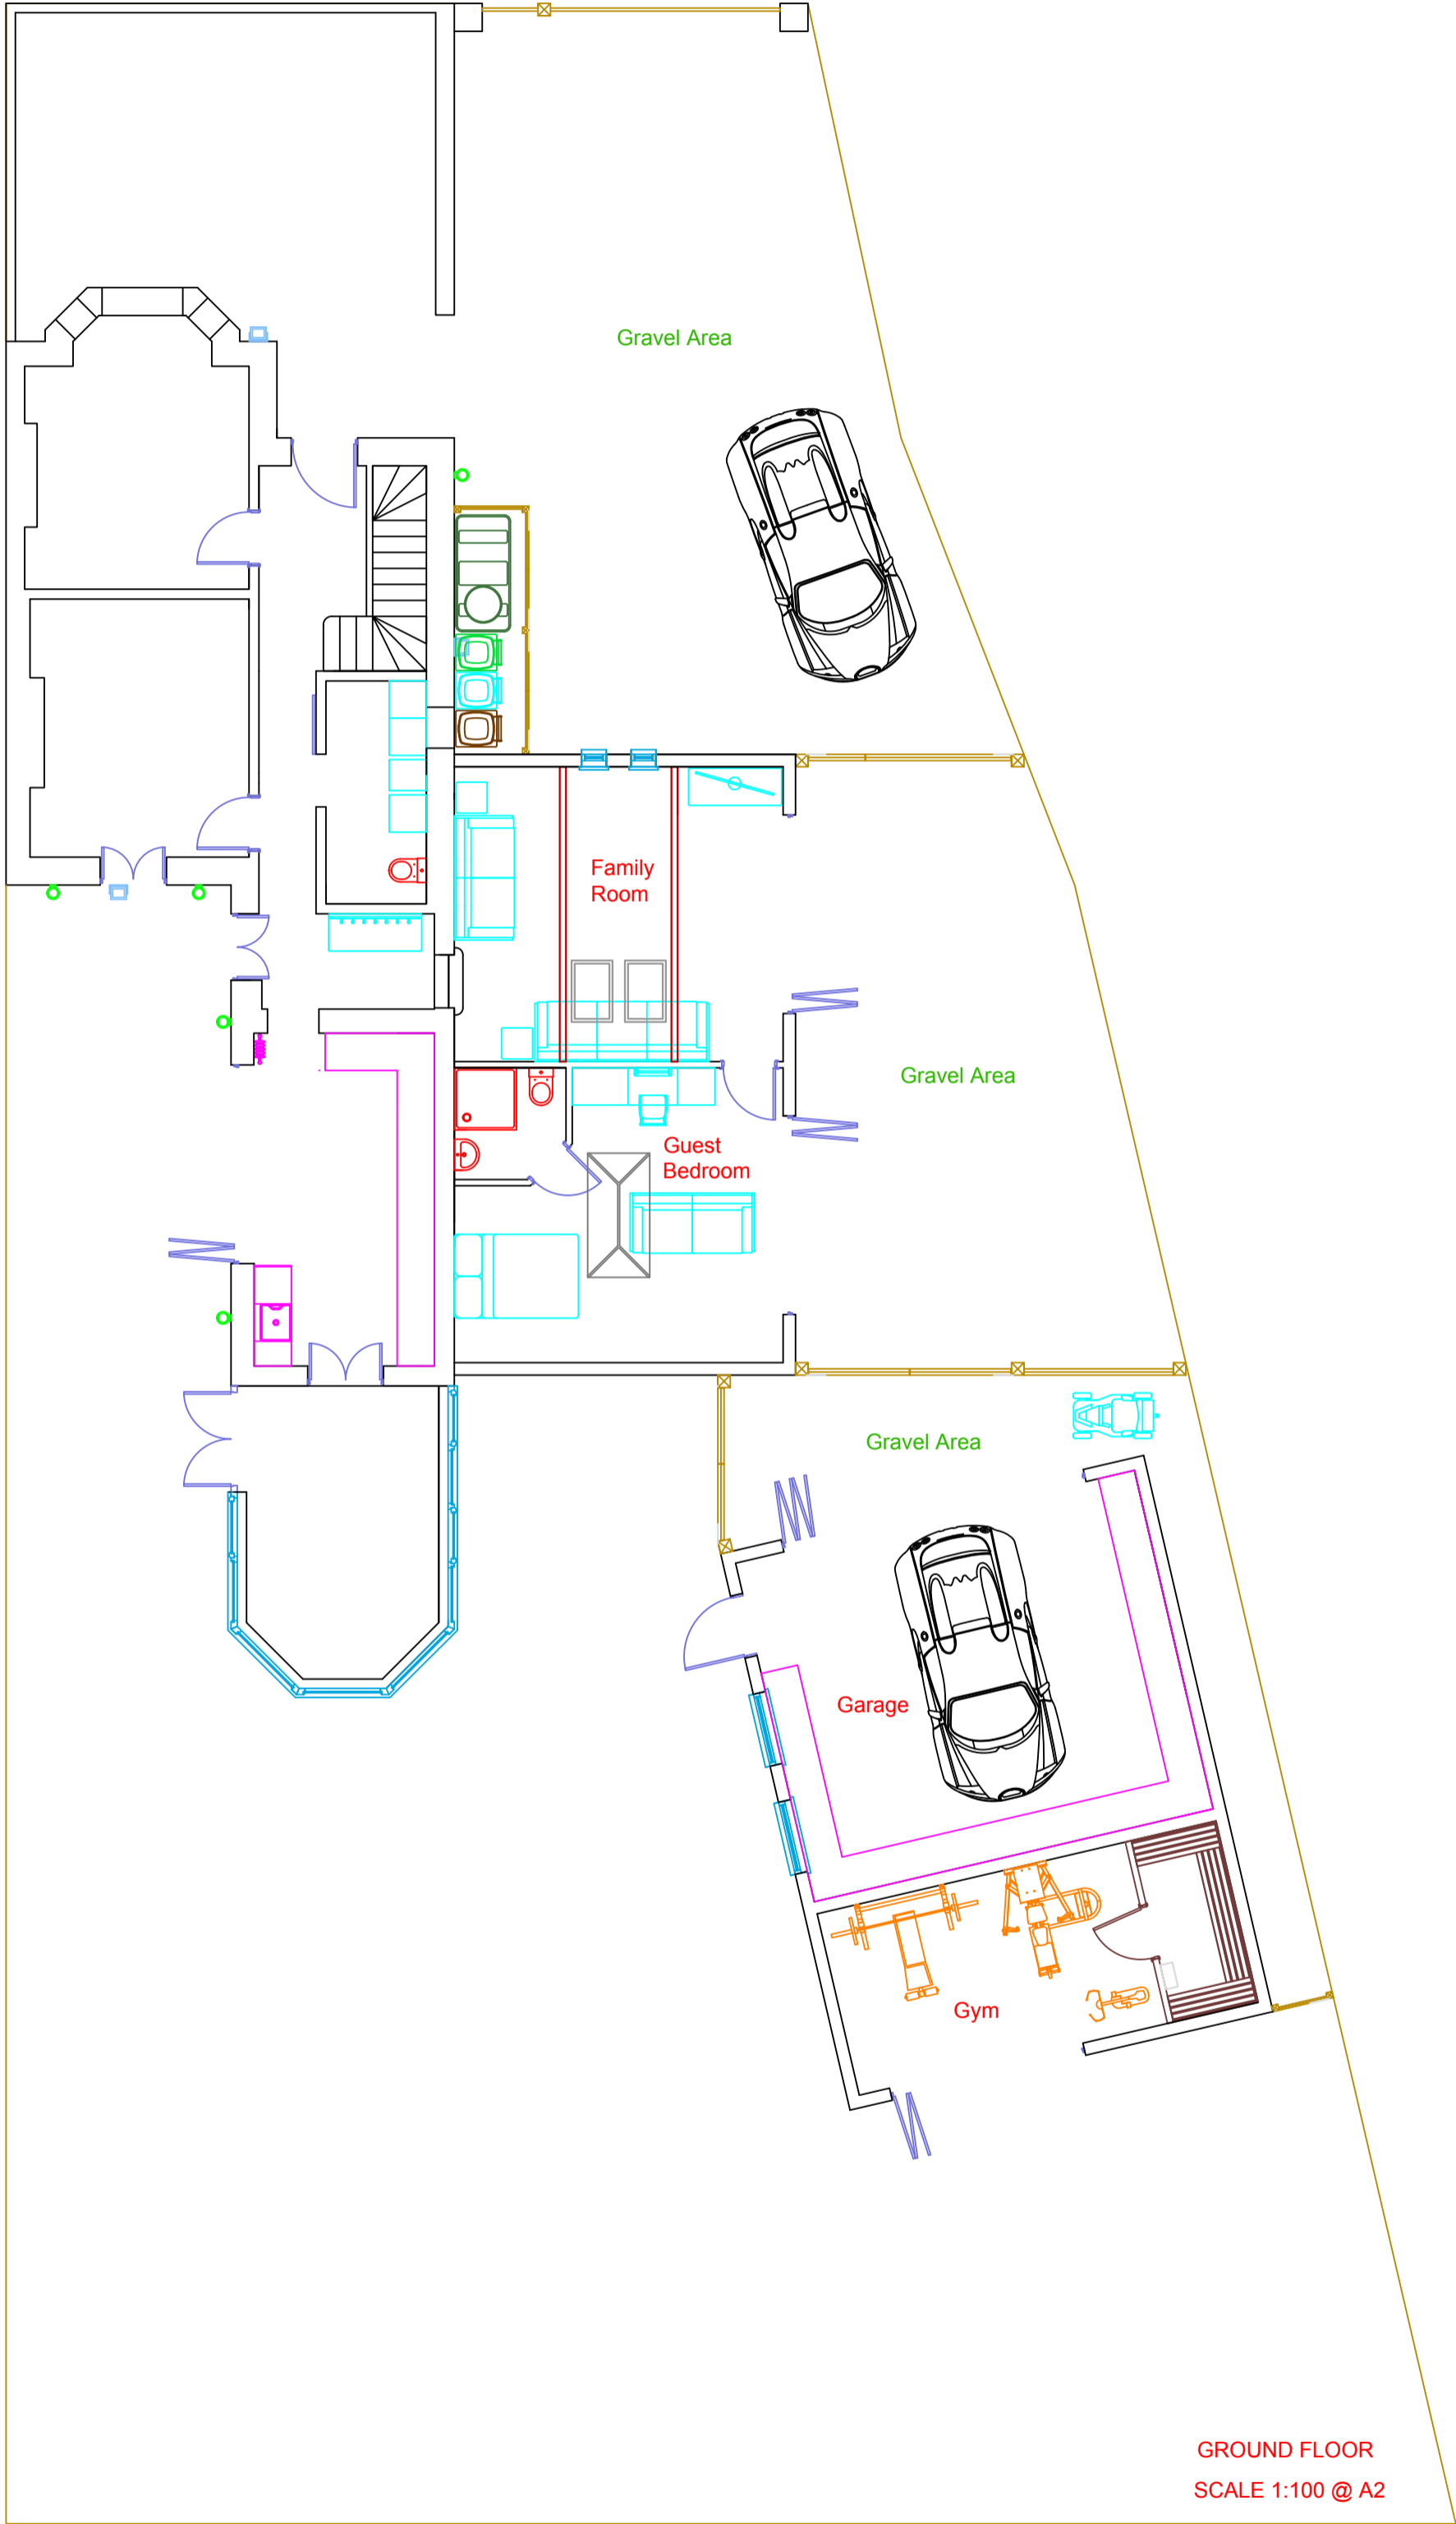 Gravel Area
Family
Room
Gravel Area
Guest
Bedroom
Gravel Area
Garage
Gym
GROUND FLOOR
SCALE 1:100 @ A2